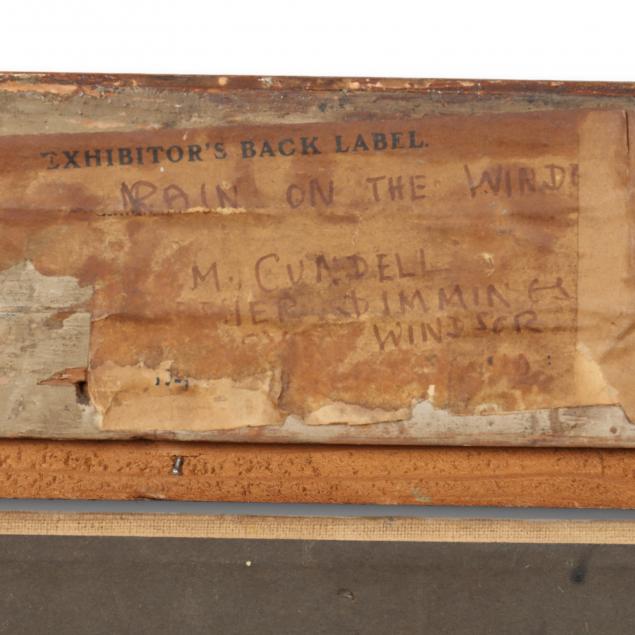 EXHIBITOR'S BACK LABEL.
RAIN ON THE WIND
M. CUNDELL
WINDSOR